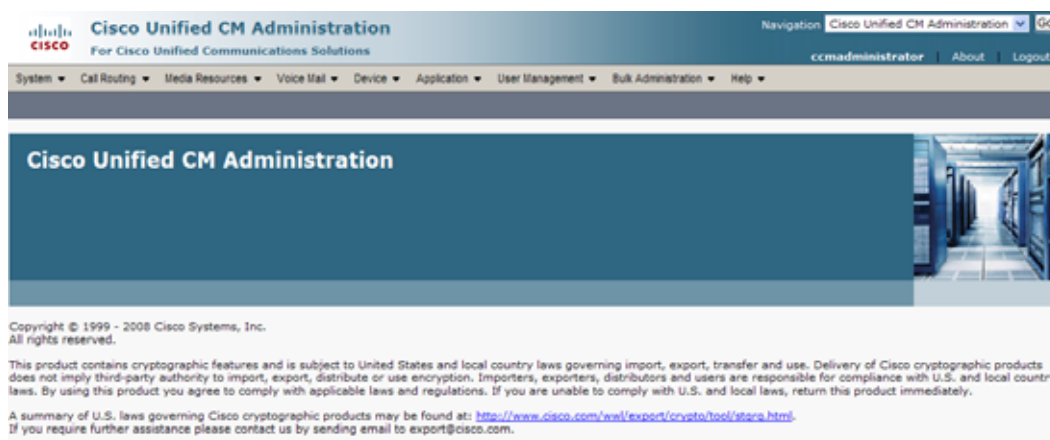 CISCO
Cisco Unified CM Administration
For Cisco Unified Communications Solutions
Navigation Cisco Unified CM Administration
ccmadministrator | About | Logout
System Call Routing Media Resources Voice Mail Device Application User Management Bulk Administration Help
Cisco Unified CM Administration
Copyright © 1999 - 2008 Cisco Systems, Inc.
All rights reserved.
This product contains cryptographic features and is subject to United States and local country laws governing import, export, transfer and use. Delivery of Cisco cryptographic products
does not imply third-party authority to import, export, distribute or use encryption. Importers, exporters, distributors and users are responsible for compliance with U.S. and local
laws. By using this product you agree to comply with applicable laws and regulations. If you are unable to comply with U.S. and local laws, return this product immediately.
A summary of U.S. laws governing Cisco cryptographic products may be found at: http://www.cisco.com/wwl/export/crypto/tool/stqrg.html.
If you require further assistance please contact us by sending email to export@cisco.com.